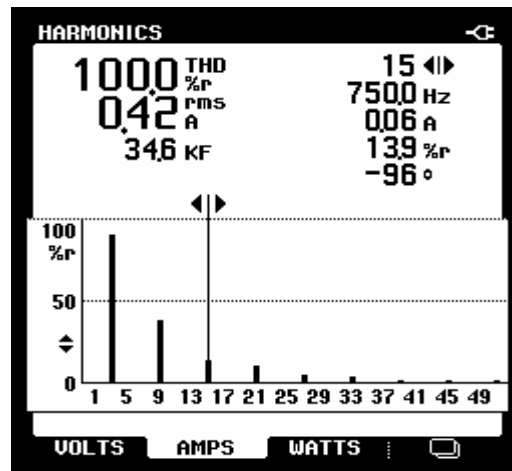 HARMONICS
100.0 THD %r
0.42 rms A
34.6 KF
15
750.0 Hz
0.06 A
13.9 %r
-96 °
100
%r
50
0
1 5 9 13 17 21 25 29 33 37 41 45 49
VOLTS AMPS WATTS